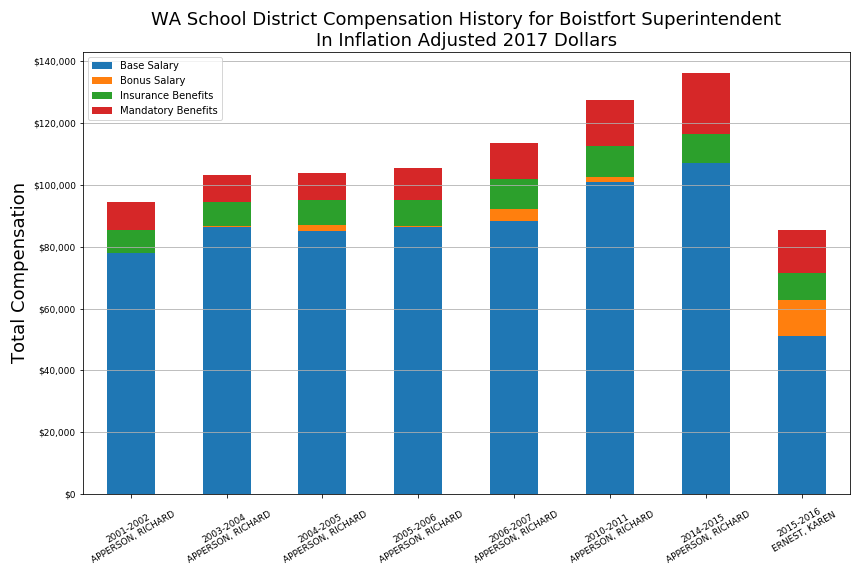 WA School District Compensation History for Boistfort Superintendent
In Inflation Adjusted 2017 Dollars
Base Salary
Bonus Salary
Insurance Benefits
Mandatory Benefits
Total Compensation
$140,000
$120,000
$100,000
$80,000
$60,000
$40,000
$20,000
$0
2001-2002
APPERSON, RICHARD
2003-2004
APPERSON, RICHARD
2004-2005
APPERSON, RICHARD
2005-2006
APPERSON, RICHARD
2006-2007
APPERSON, RICHARD
2010-2011
APPERSON, RICHARD
2014-2015
APPERSON, RICHARD
2015-2016
ERNEST, KAREN